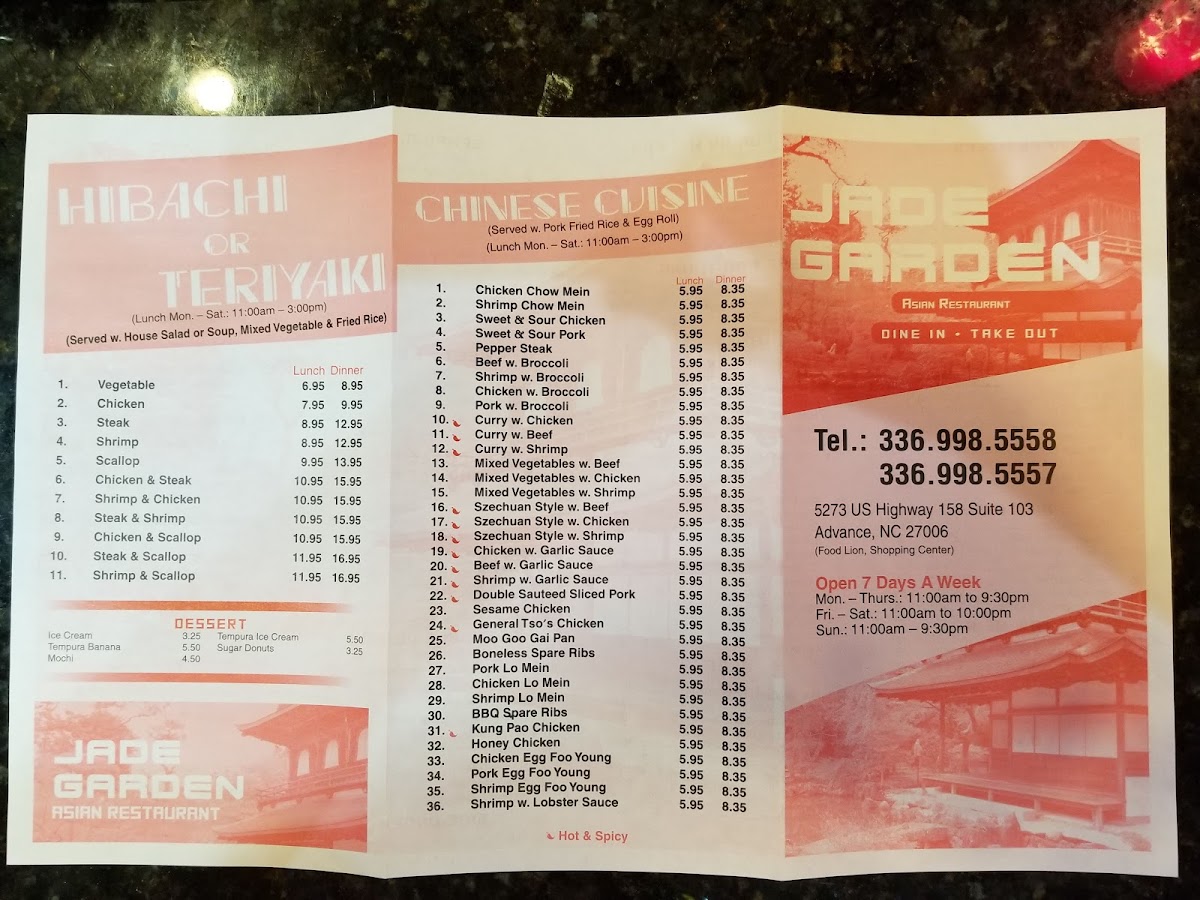 HIBACHI
OR
TERIYAKI
(Lunch Mon. – Sat.: 11:00am – 3:00pm)
(Served w. House Salad or Soup, Mixed Vegetable & Fried Rice)
Lunch Dinner
1. Vegetable 6.95 8.95
2. Chicken 7.95 9.95
3. Steak 8.95 12.95
4. Shrimp 8.95 12.95
5. Scallop 9.95 13.95
6. Chicken & Steak 10.95 15.95
7. Shrimp & Chicken 10.95 15.95
8. Steak & Shrimp 10.95 15.95
9. Chicken & Scallop 10.95 15.95
10. Steak & Scallop 11.95 16.95
11. Shrimp & Scallop 11.95 16.95
DESSERT
Ice Cream 3.25 Tempura Ice Cream 5.50
Tempura Banana 5.50 Sugar Donuts 3.25
Mochi 4.50
JADE
GARDEN
ASIAN RESTAURANT
CHINESE CUISINE
(Served w. Pork Fried Rice & Egg Roll)
(Lunch Mon. – Sat.: 11:00am – 3:00pm)
Lunch Dinner
1. Chicken Chow Mein 5.95 8.35
2. Shrimp Chow Mein 5.95 8.35
3. Sweet & Sour Chicken 5.95 8.35
4. Sweet & Sour Pork 5.95 8.35
5. Pepper Steak 5.95 8.35
6. Beef w. Broccoli 5.95 8.35
7. Shrimp w. Broccoli 5.95 8.35
8. Chicken w. Broccoli 5.95 8.35
9. Pork w. Broccoli 5.95 8.35
10. Curry w. Chicken 5.95 8.35
11. Curry w. Beef 5.95 8.35
12. Curry w. Shrimp 5.95 8.35
13. Mixed Vegetables w. Beef 5.95 8.35
14. Mixed Vegetables w. Chicken 5.95 8.35
15. Mixed Vegetables w. Shrimp 5.95 8.35
16. Szechuan Style w. Beef 5.95 8.35
17. Szechuan Style w. Chicken 5.95 8.35
18. Szechuan Style w. Shrimp 5.95 8.35
19. Chicken w. Garlic Sauce 5.95 8.35
20. Beef w. Garlic Sauce 5.95 8.35
21. Shrimp w. Garlic Sauce 5.95 8.35
22. Double Sauteed Sliced Pork 5.95 8.35
23. Sesame Chicken 5.95 8.35
24. General Tso's Chicken 5.95 8.35
25. Moo Goo Gai Pan 5.95 8.35
26. Boneless Spare Ribs 5.95 8.35
27. Pork Lo Mein 5.95 8.35
28. Chicken Lo Mein 5.95 8.35
29. Shrimp Lo Mein 5.95 8.35
30. BBQ Spare Ribs 5.95 8.35
31. Kung Pao Chicken 5.95 8.35
32. Honey Chicken 5.95 8.35
33. Chicken Egg Foo Young 5.95 8.35
34. Pork Egg Foo Young 5.95 8.35
35. Shrimp Egg Foo Young 5.95 8.35
36. Shrimp w. Lobster Sauce 5.95 8.35
Hot & Spicy
JADE
GARDEN
ASIAN RESTAURANT
DINE IN - TAKE OUT
Tel.: 336.998.5558
336.998.5557
5273 US Highway 158 Suite 103
Advance, NC 27006
(Food Lion, Shopping Center)
Open 7 Days A Week
Mon. – Thurs.: 11:00am to 9:30pm
Fri. – Sat.: 11:00am to 10:00pm
Sun.: 11:00am – 9:30pm